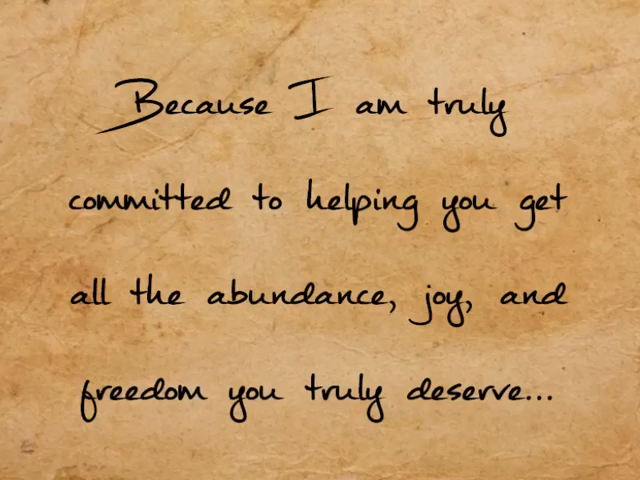 Because I am truly
committed to helping you get
all the abundance, joy, and
freedom you truly deserve...